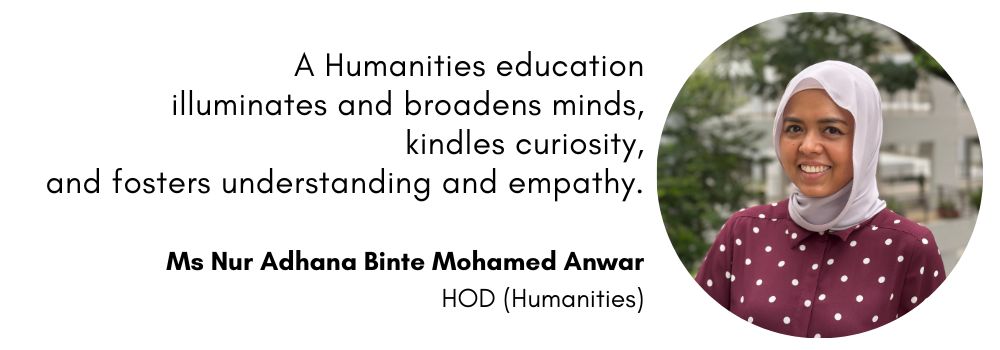 A Humanities education
illuminates and broadens minds,
kindles curiosity,
and fosters understanding and empathy.
Ms Nur Adhana Binte Mohamed Anwar
HOD (Humanities)